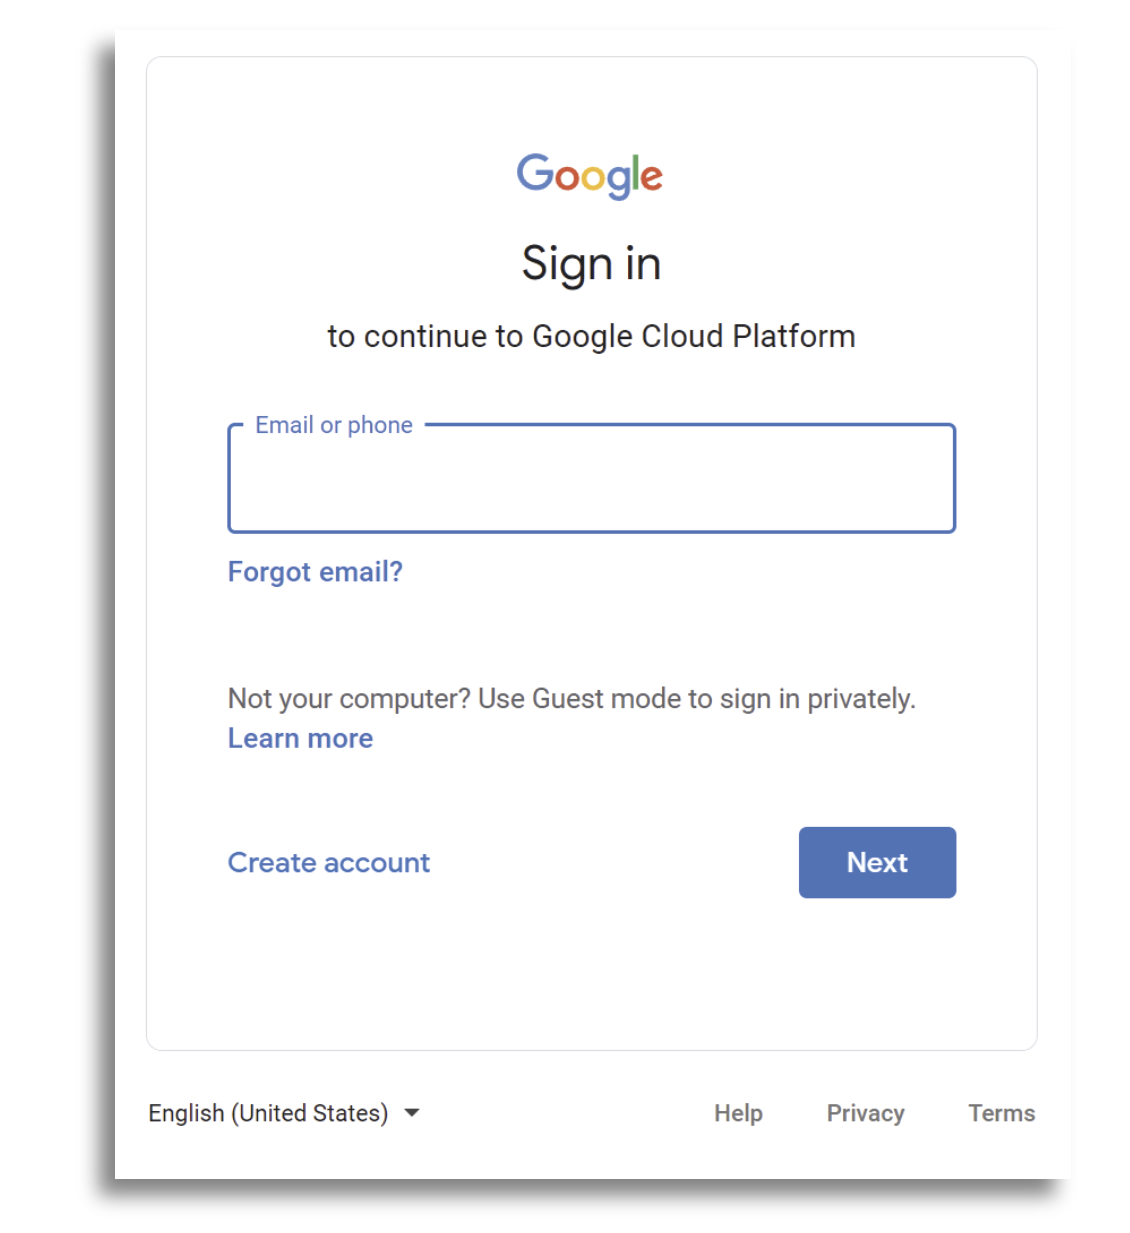 Google
Sign in
to continue to Google Cloud Platform
Email or phone
Forgot email?
Not your computer? Use Guest mode to sign in privately.
Learn more
Create account
Next
English (United States)
Help Privacy Terms